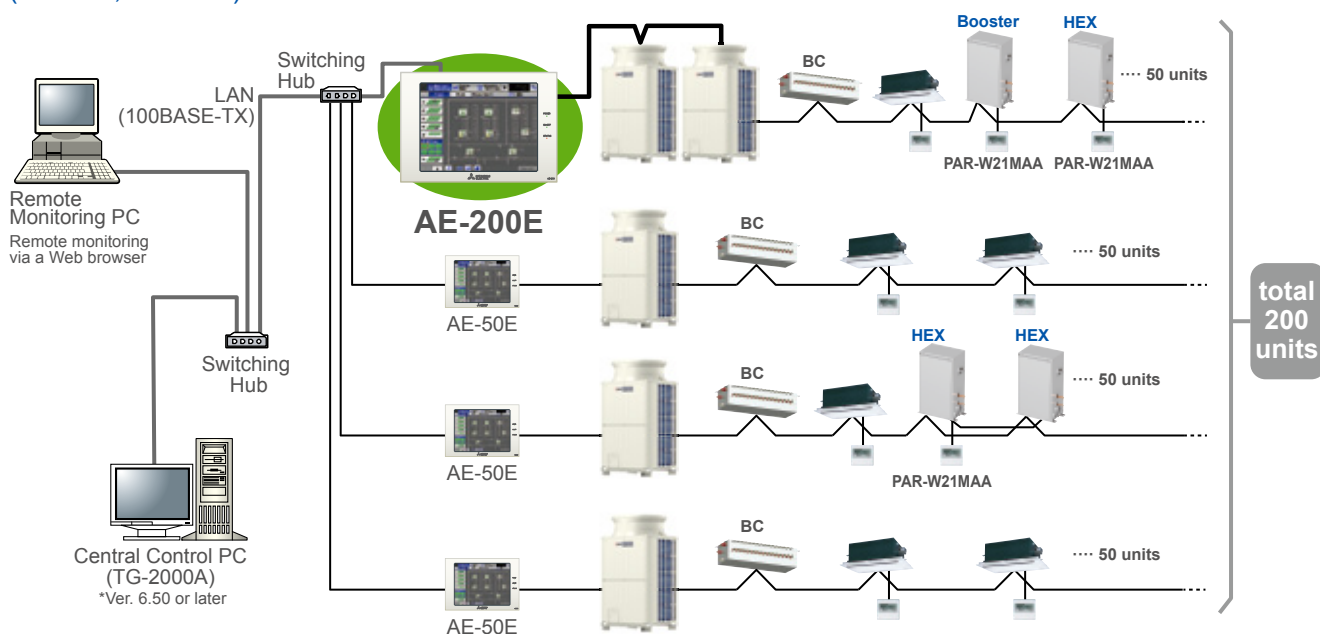 Booster
HEX
Switching
Hub
BC
···· 50 units
LAN
(100BASE-TX)
PAR-W21MAA
PAR-W21MAA
Remote
Monitoring PC
Remote monitoring
via a Web browser
AE-200E
BC
···· 50 units
AE-50E
total
200
units
HEX
HEX
Switching
Hub
BC
···· 50 units
AE-50E
PAR-W21MAA
BC
···· 50 units
Central Control PC
(TG-2000A)
*Ver. 6.50 or later
AE-50E